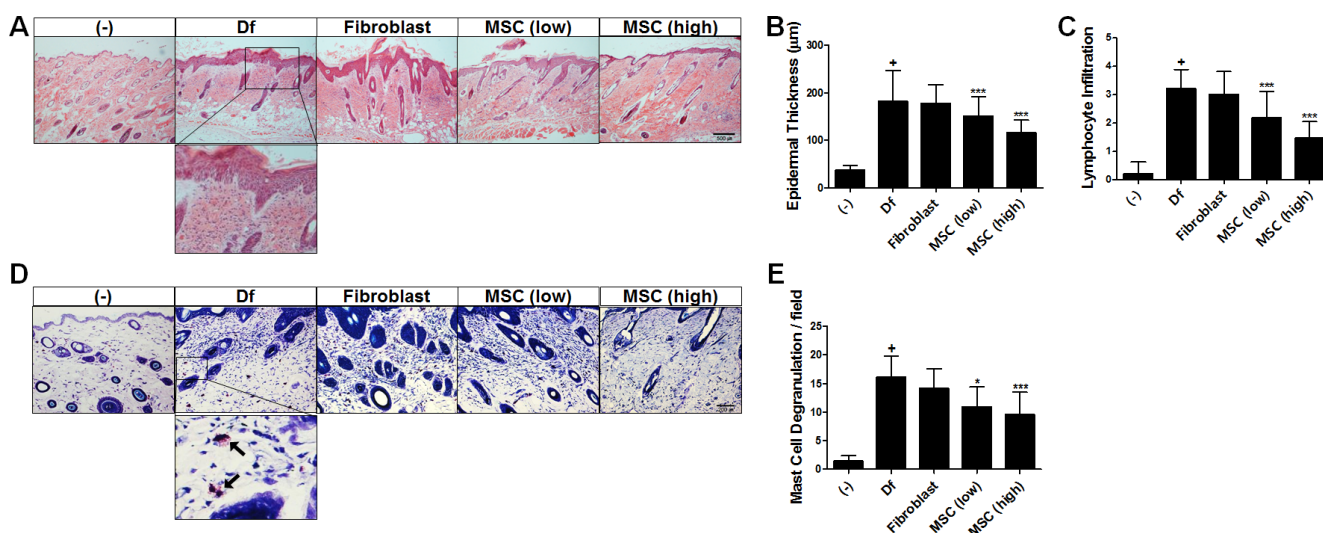 A
(-) Df Fibroblast MSC (low) MSC (high)
500 μm
B
Epidermal Thickness (μm)
300
200
100
0
+ *** ***
(-) Df Fibroblast MSC (low) MSC (high)
C
Lymphocyte Infiltration
6
5
4
3
2
1
0
+ *** ***
(-) Df Fibroblast MSC (low) MSC (high)
D
(-) Df Fibroblast MSC (low) MSC (high)
E
Mast Cell Degranulation / field
25
20
15
10
5
0
+ * ***
(-) Df Fibroblast MSC (low) MSC (high)